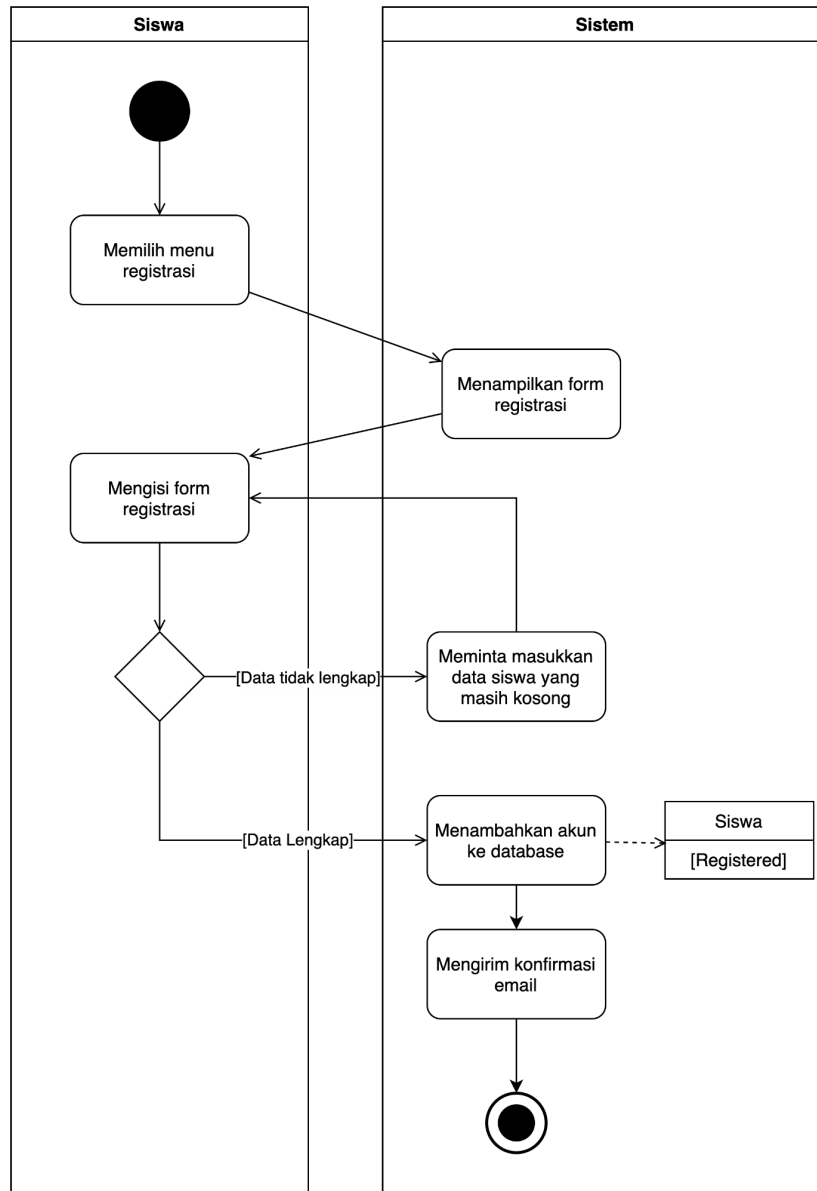 Siswa
Sistem
Memilih menu
registrasi
Menampilkan form
registrasi
Mengisi form
registrasi
[Data tidak lengkap]
Meminta masukkan
data siswa yang
masih kosong
[Data Lengkap]
Menambahkan akun
ke database
Siswa
[Registered]
Mengirim konfirmasi
email